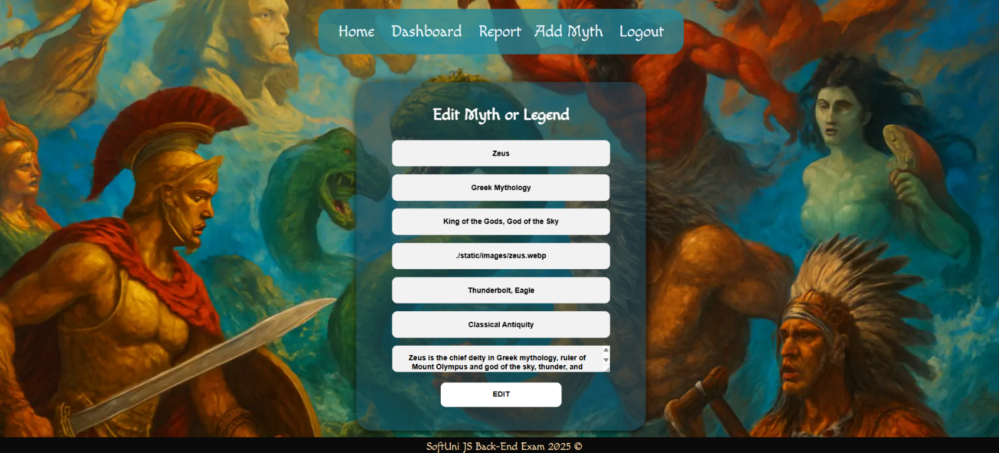 Home Dashboard Report Add Myth Logout
Edit Myth or Legend
Zeus
Greek Mythology
King of the Gods, God of the Sky
./static/images/zeus.webp
Thunderbolt, Eagle
Classical Antiquity
Zeus is the chief deity in Greek mythology, ruler of
Mount Olympus and god of the sky, thunder, and
EDIT
SoftUni JS Back-End Exam 2025 ©